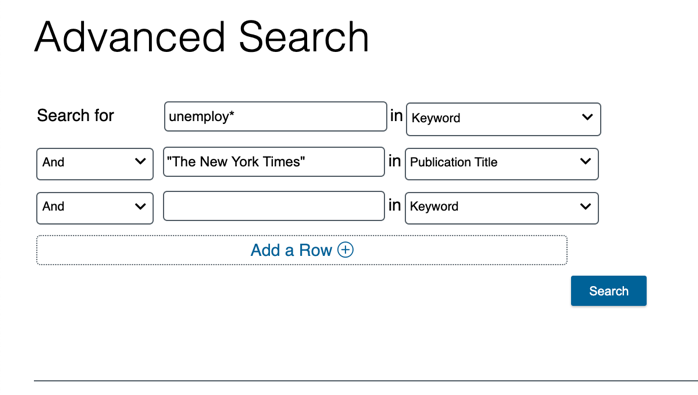 Advanced Search
Search for unemploy* in Keyword
And "The New York Times" in Publication Title
And in Keyword
Add a Row
Search